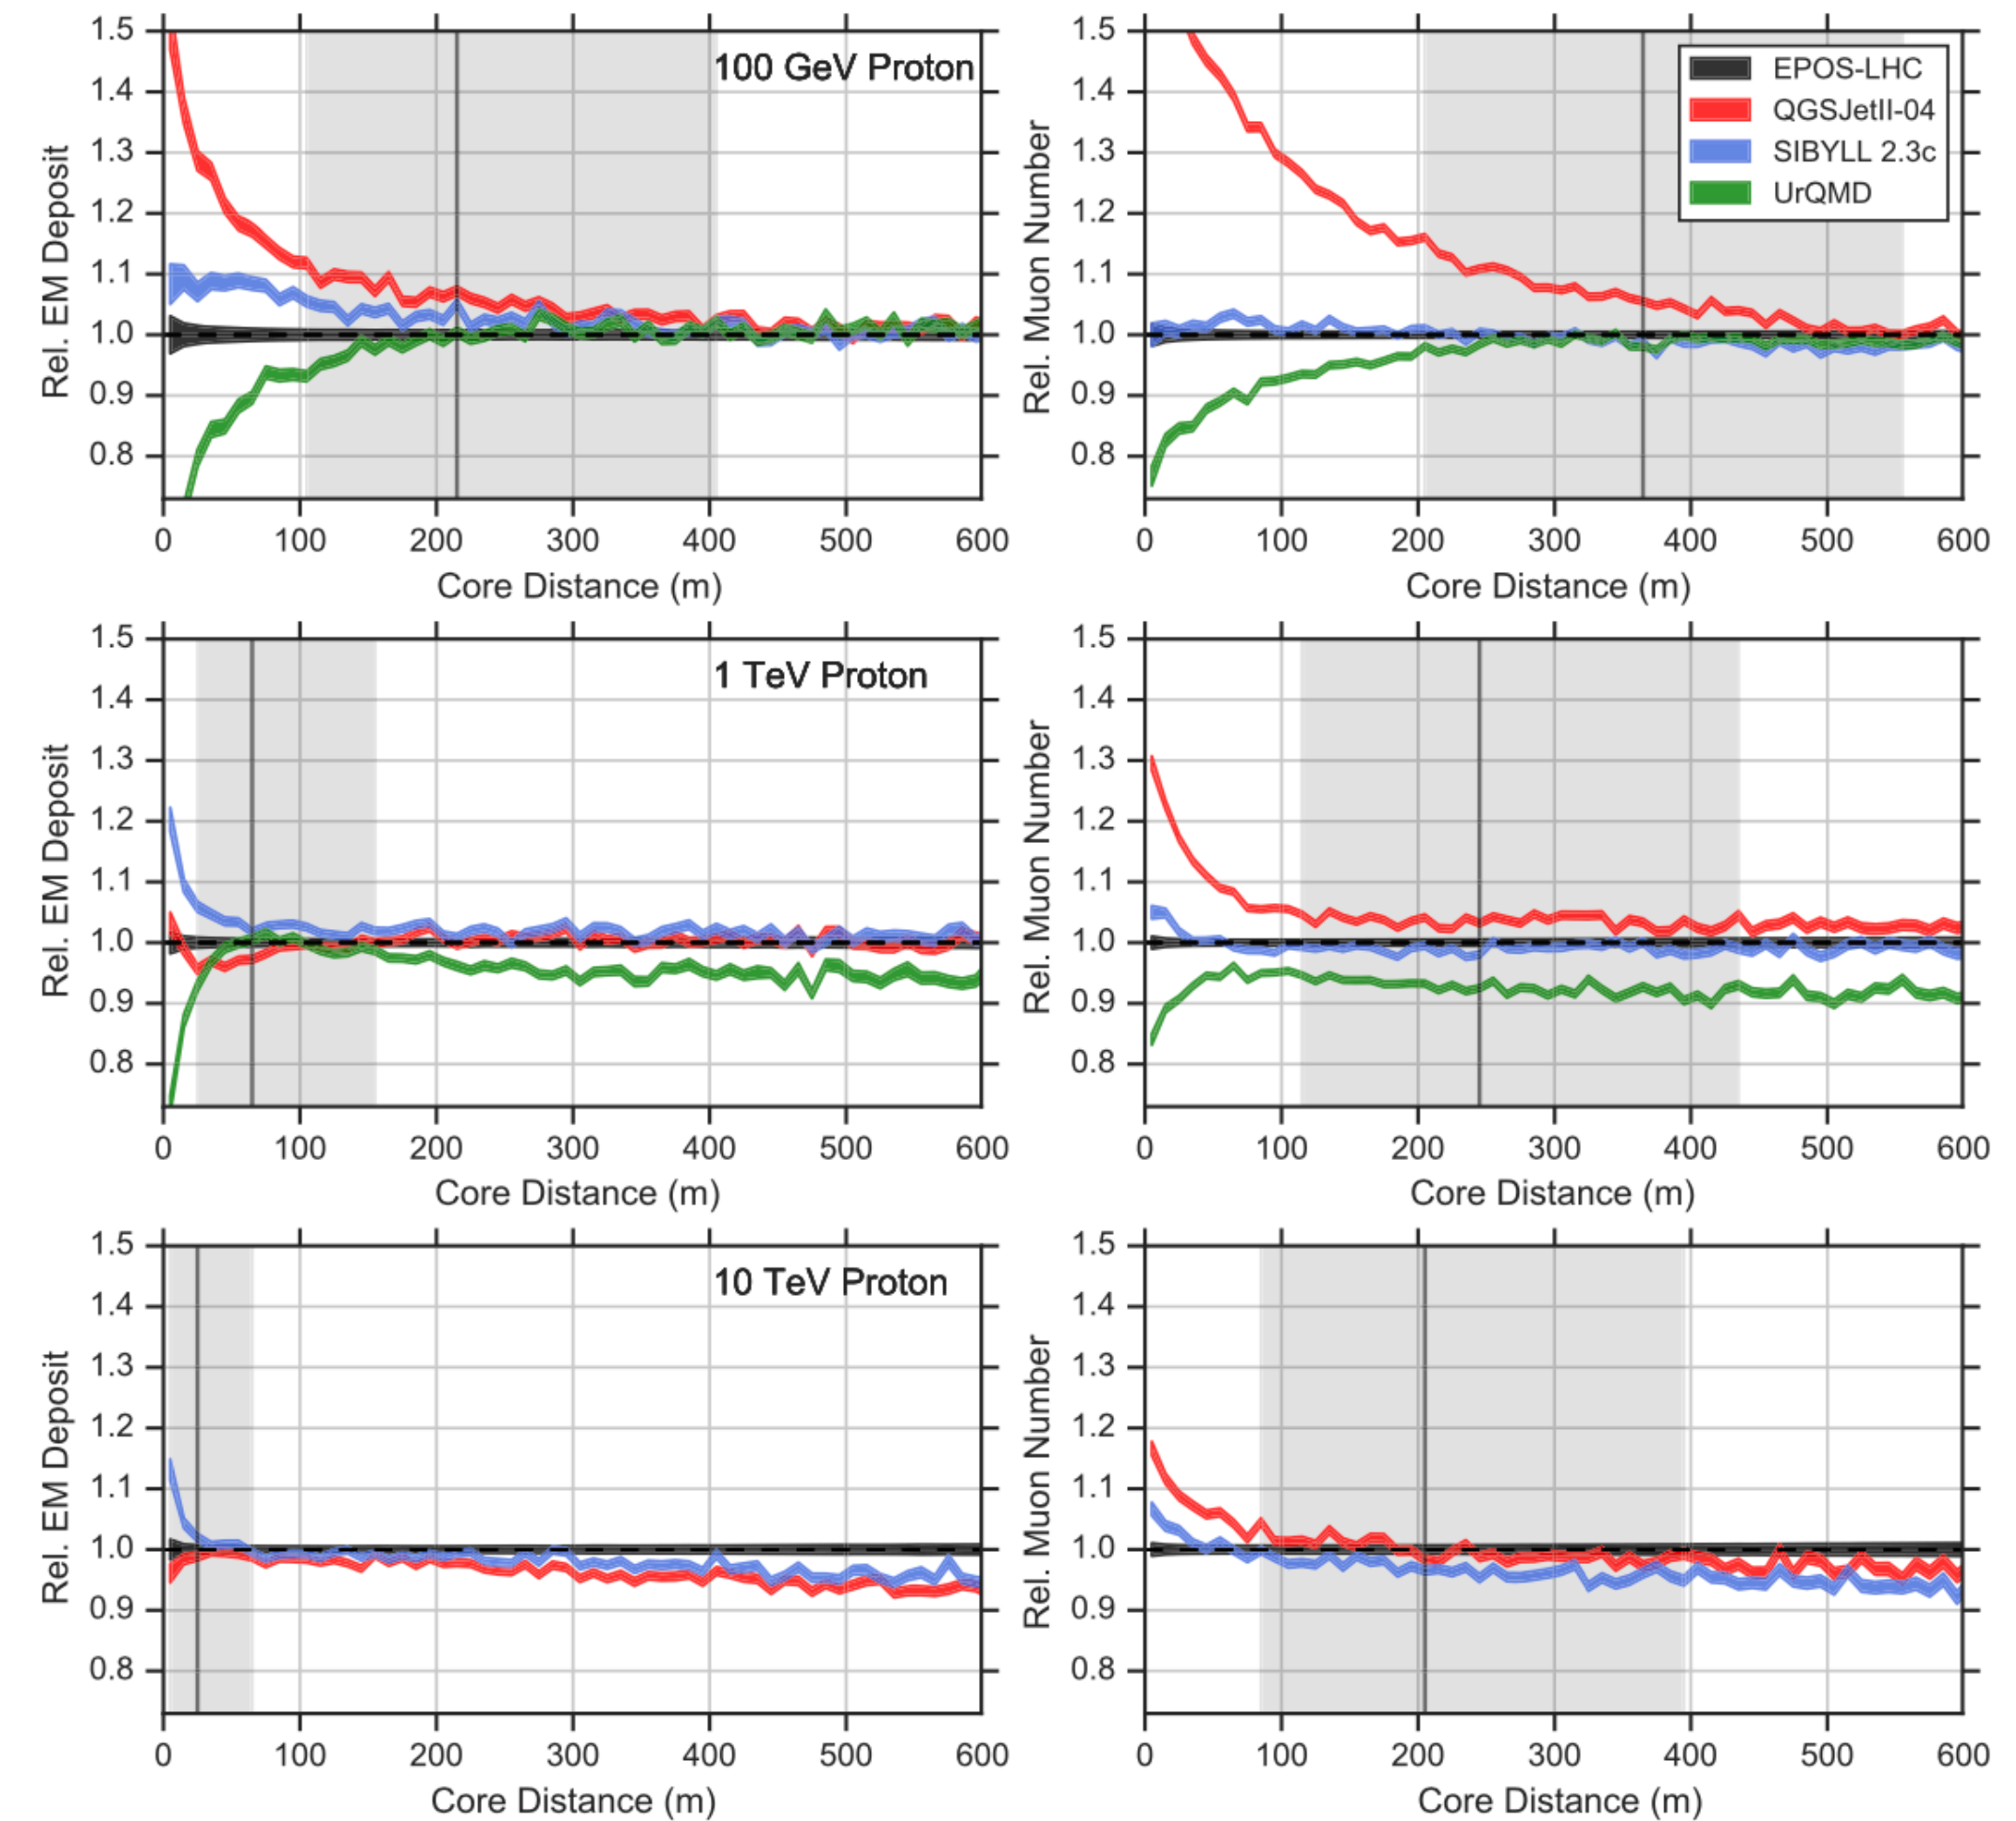 1.5
1.4
1.3
1.2
1.1
1.0
0.9
0.8
Rel. EM Deposit
100 GeV Proton
0 100 200 300 400 500 600
Core Distance (m)
1.5
1.4
1.3
1.2
1.1
1.0
0.9
0.8
Rel. Muon Number
EPOS-LHC
QGSJetII-04
SIBYLL 2.3c
UrQMD
0 100 200 300 400 500 600
Core Distance (m)
1.5
1.4
1.3
1.2
1.1
1.0
0.9
0.8
Rel. EM Deposit
1 TeV Proton
0 100 200 300 400 500 600
Core Distance (m)
1.5
1.4
1.3
1.2
1.1
1.0
0.9
0.8
Rel. Muon Number
0 100 200 300 400 500 600
Core Distance (m)
1.5
1.4
1.3
1.2
1.1
1.0
0.9
0.8
Rel. EM Deposit
10 TeV Proton
0 100 200 300 400 500 600
Core Distance (m)
1.5
1.4
1.3
1.2
1.1
1.0
0.9
0.8
Rel. Muon Number
0 100 200 300 400 500 600
Core Distance (m)